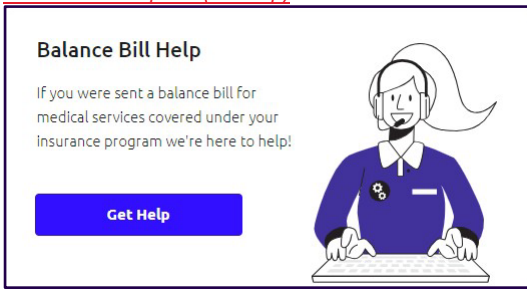 Balance Bill Help
If you were sent a balance bill for
medical services covered under your
insurance program we're here to help!
Get Help